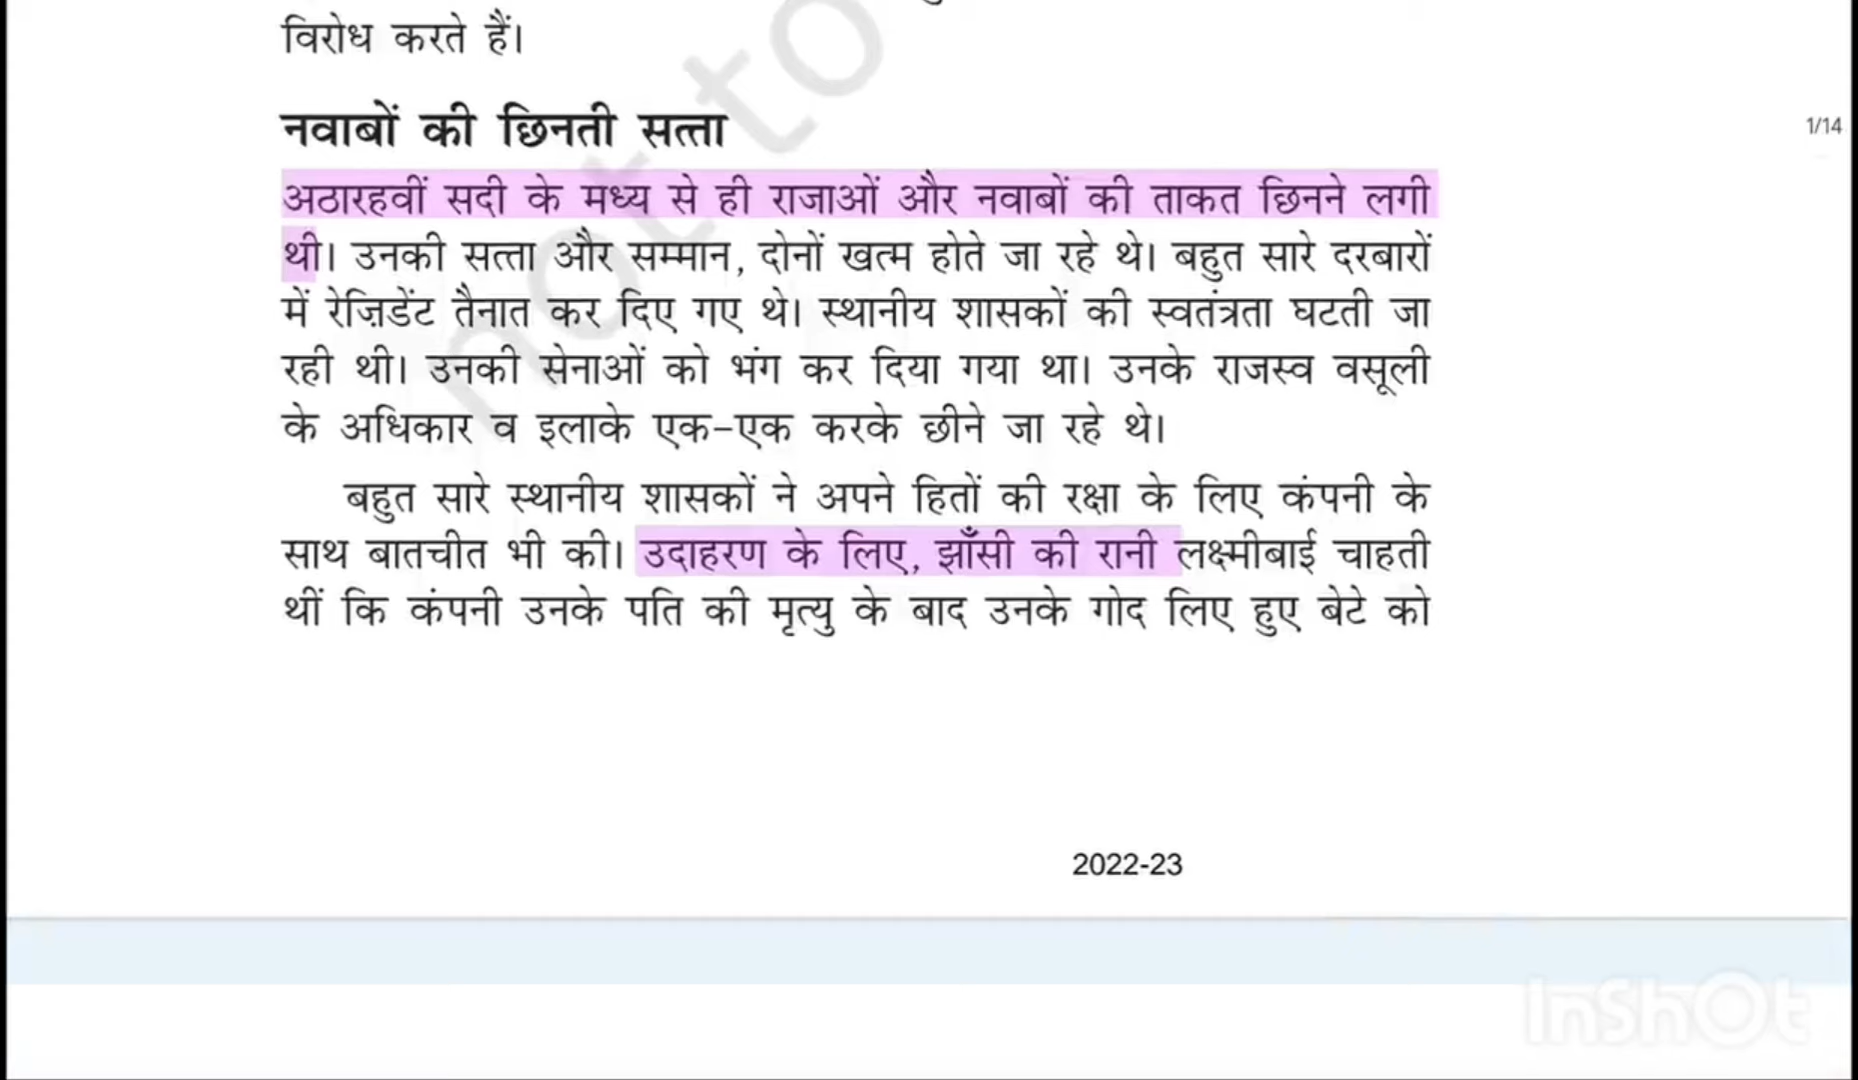 विरोध करते हैं।
नवाबों की छिनती सत्ता
1/14
अठारहवीं सदी के मध्य से ही राजाओं और नवाबों की ताकत छिनने लगी
थी। उनकी सत्ता और सम्मान, दोनों खत्म होते जा रहे थे। बहुत सारे दरबारों
में रेज़िडेंट तैनात कर दिए गए थे। स्थानीय शासकों की स्वतंत्रता घटती जा
रही थी। उनकी सेनाओं को भंग कर दिया गया था। उनके राजस्व वसूली
के अधिकार व इलाके एक-एक करके छीने जा रहे थे।
बहुत सारे स्थानीय शासकों ने अपने हितों की रक्षा के लिए कंपनी के
साथ बातचीत भी की। उदाहरण के लिए, झाँसी की रानी लक्ष्मीबाई चाहती
थीं कि कंपनी उनके पति की मृत्यु के बाद उनके गोद लिए हुए बेटे को
2022-23
not to
InShOt